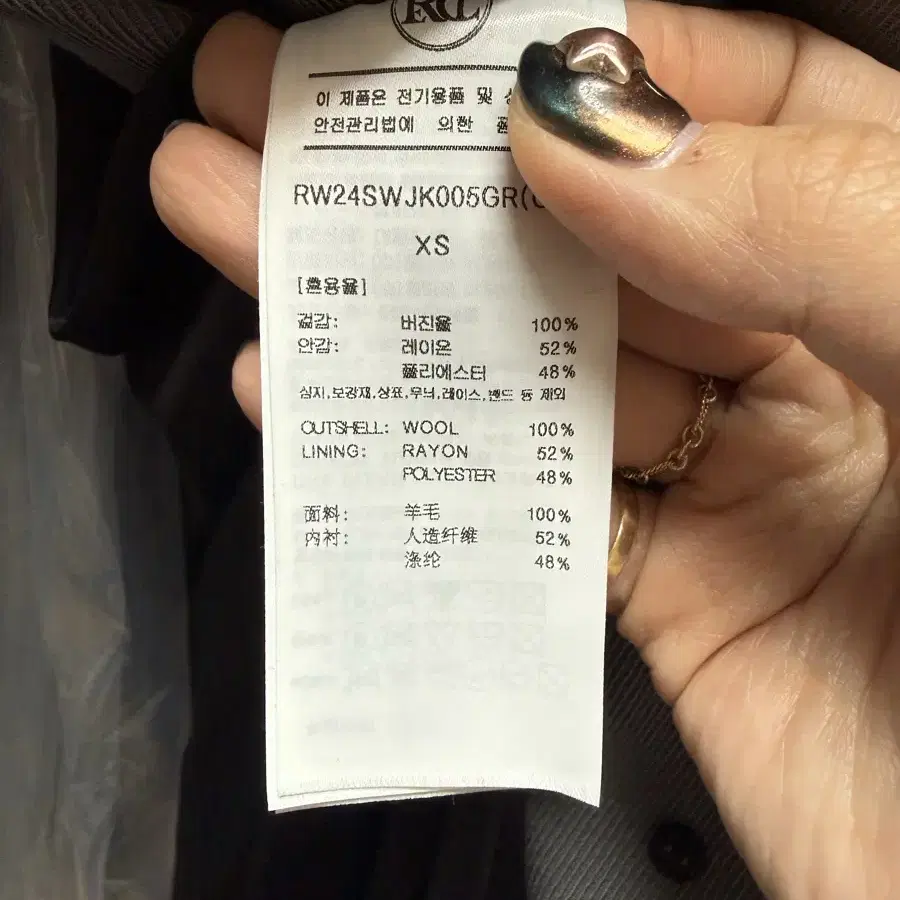 이 제품은 전기용품 및
안전관리법에 의한
RW24SWJK005GR(
XS
[혼용율]
겉감: 버진울 100%
안감: 레이온 52%
폴리에스터 48%
심지,보강재,상표,무늬,레이스,밴드 등 제외
OUTSHELL: WOOL 100%
LINING: RAYON 52%
POLYESTER 48%
面料: 羊毛 100%
内衬: 人造纤维 52%
涤纶 48%